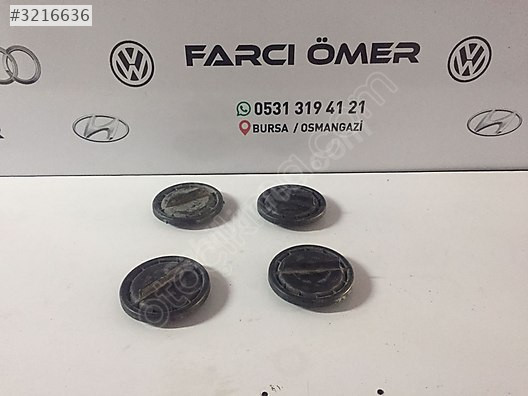 #3216636
FARCI ÖMER
0531 319 41 21
BURSA / OSMANGAZİ